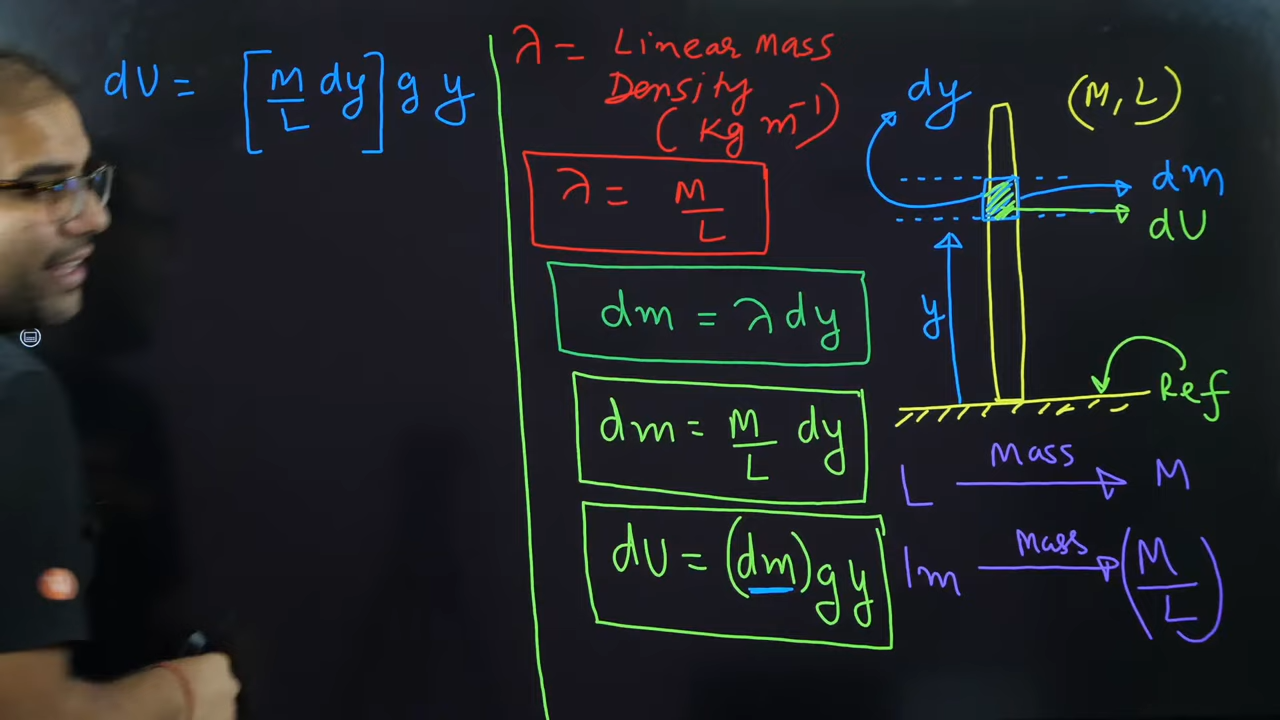 dU = [M/L dy] g y
λ = Linear Mass
Density
(Kg m⁻¹)
λ = M/L
dm = λ dy
dm = M/L dy
dU = (dm) g y
dy
(M, L)
dm
dU
y
Ref
L Mass M
1m Mass (M/L)